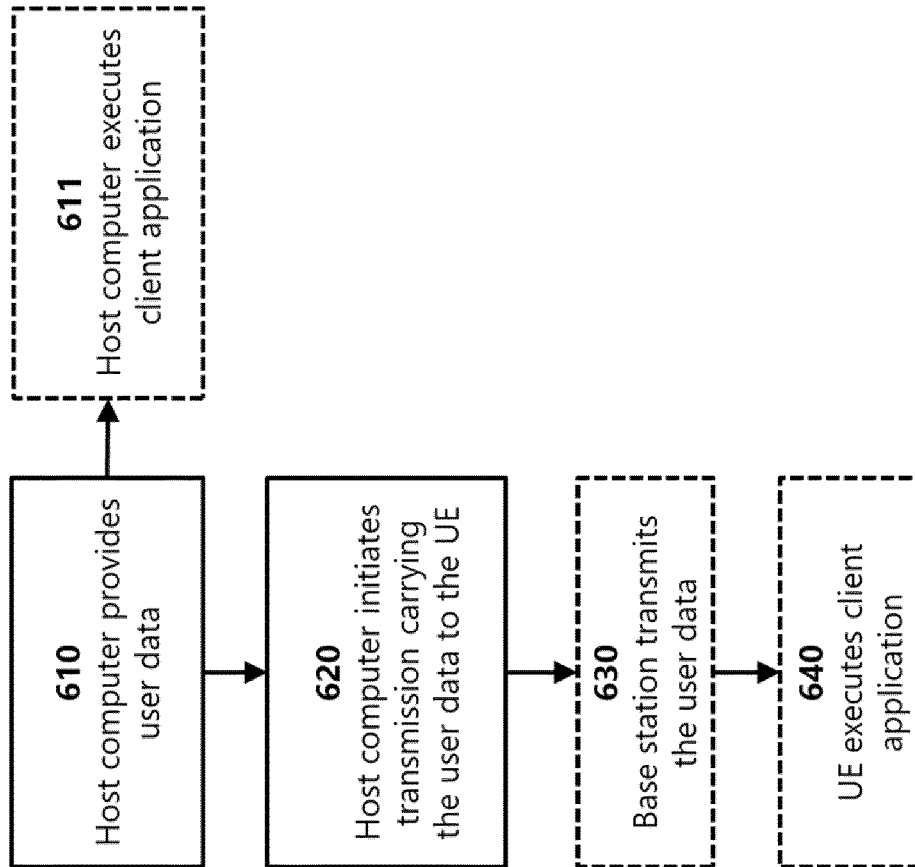 610
Host computer provides
user data
611
Host computer executes
client application
620
Host computer initiates
transmission carrying
the user data to the UE
630
Base station transmits
the user data
640
UE executes client
application